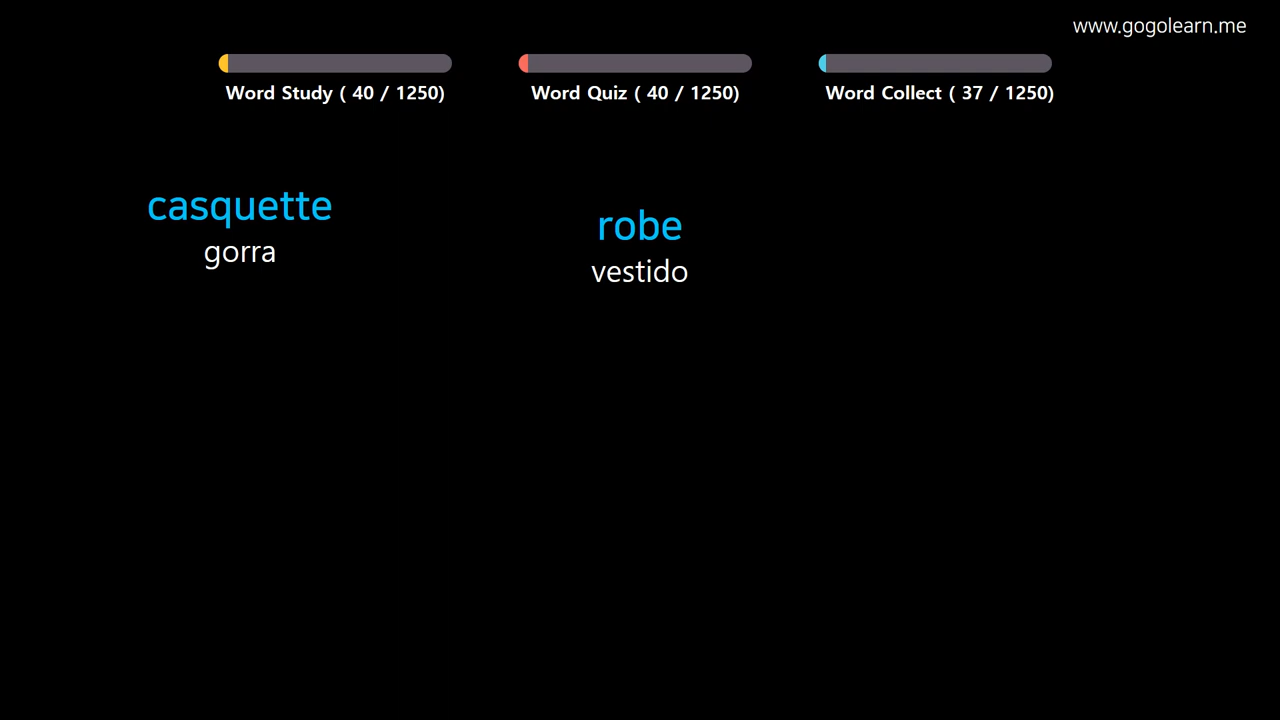 www.gogolearn.me
Word Study ( 40 / 1250)
Word Quiz ( 40 / 1250)
Word Collect ( 37 / 1250)
casquette
gorra
robe
vestido